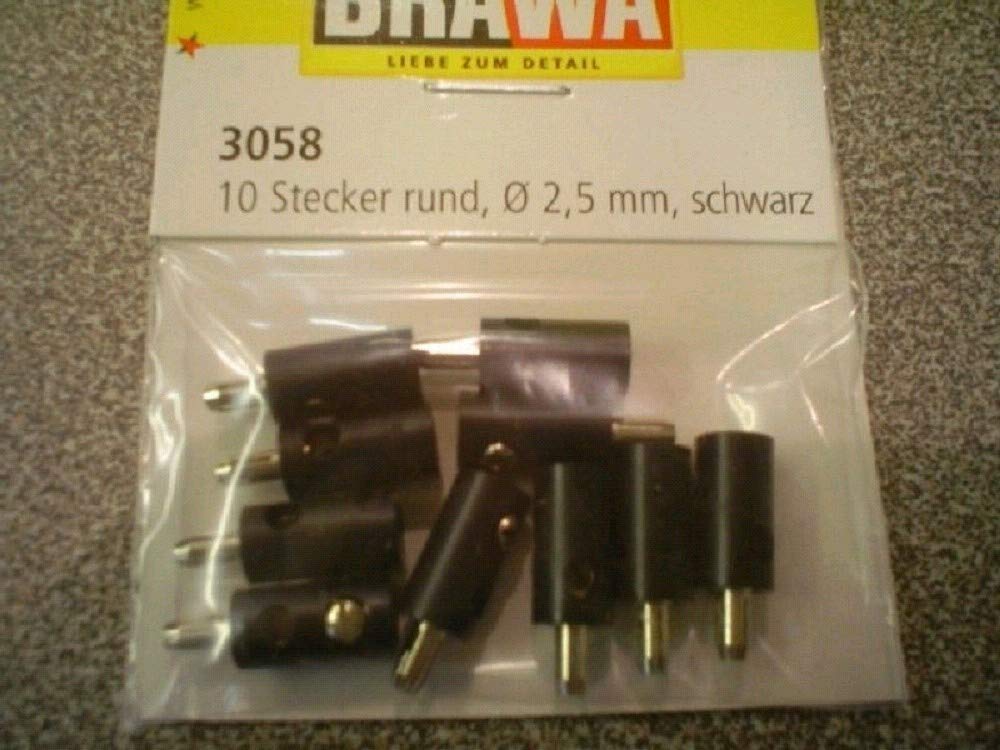 BRAWA
LIEBE ZUM DETAIL
3058
10 Stecker rund, Ø 2,5 mm, schwarz